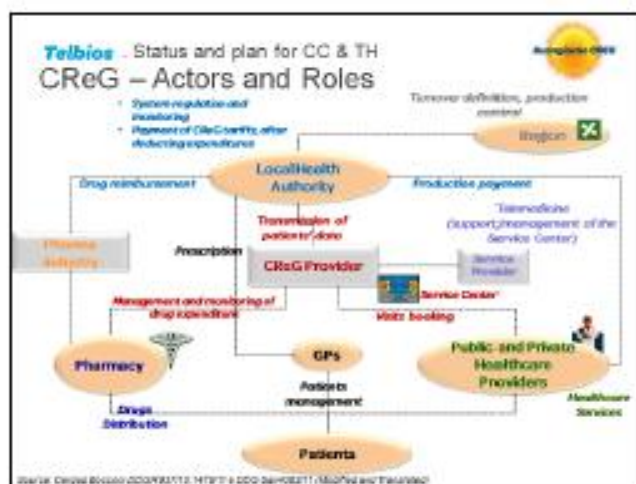 Telbios . Status and plan for CC & TH
CReG – Actors and Roles
• System regulation and
monitoring
• Payment of CReG tariffs, after
deducting expenditures
Turnover definition, production
control
Region
LocalHealth
Authority
Drug reimbursement
Production payment
Transmission of
patients' data
Telemedicine
(support/management of the
Service Center)
Pharma
Authority
Prescription
CReG Provider
Service
Provider
Management and monitoring of
drug expenditure
Service Center
Visits booking
Pharmacy
GPs
Public and Private
Healthcare
Providers
Patients
management
Drugs
Distribution
Healthcare
Services
Patients